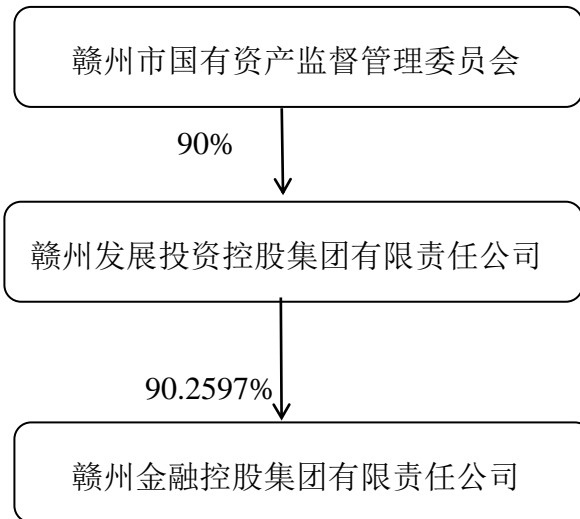 赣州市国有资产监督管理委员会
90%
赣州发展投资控股集团有限责任公司
90.2597%
赣州金融控股集团有限责任公司